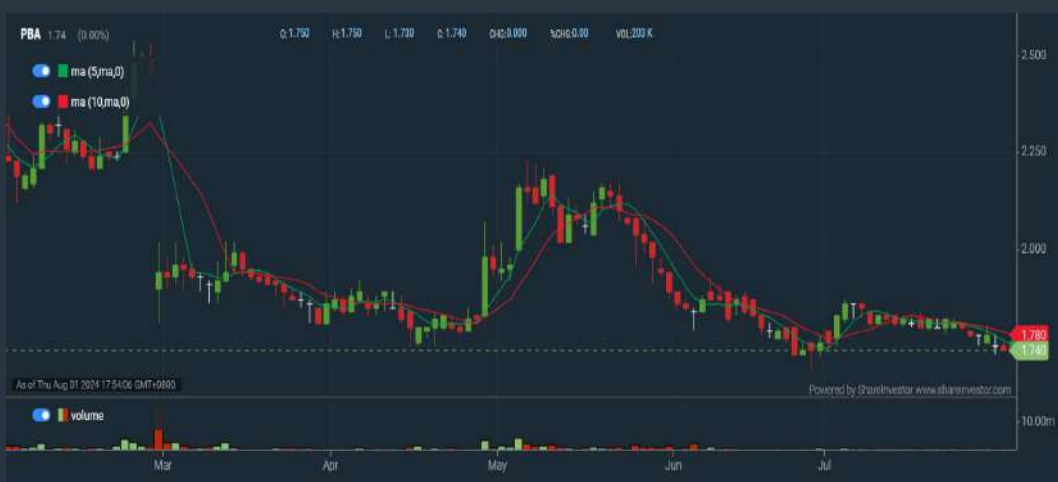 PBA 1.74 (0.00%) O:1.750 H:1.750 L: 1.730 C:1.740 CHG:0.000 %CHG:0.00 VOL:203 K
ma (5,ma,0)
ma (10,ma,0)
2.500
2.250
2.000
1.780
1.740
As of Thu Aug 01 2024 17:54:06 GMT+0800
Powered by ShareInvestor www.shareinvestor.com
volume
10.00m
Mar Apr May Jun Jul